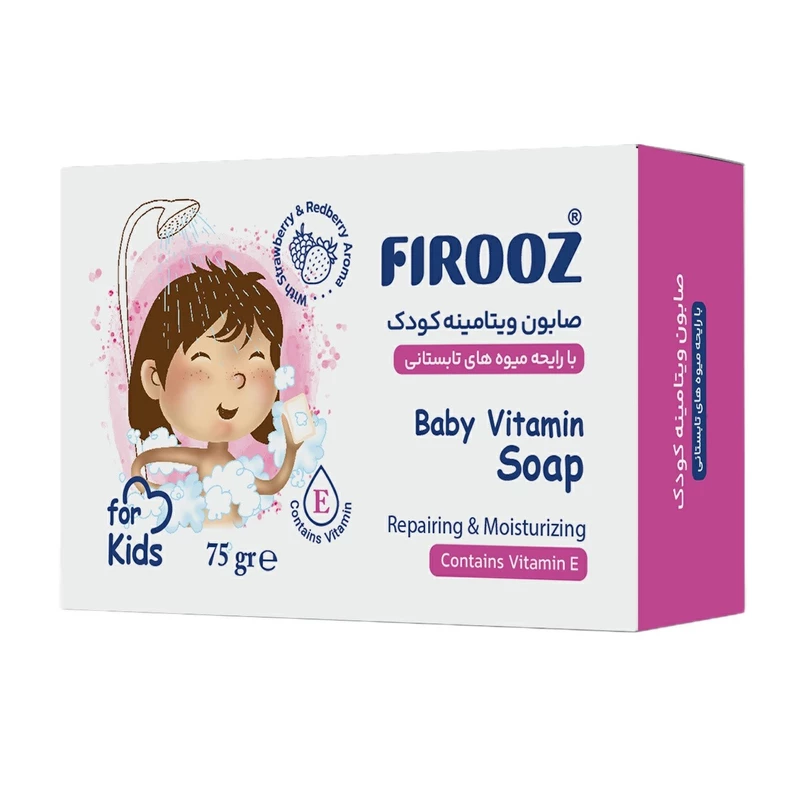 With Strawberry & Redberry Aroma
FIROOZ®
صابون ویتامینه کودک
با رایحه میوه های تابستانی
Baby Vitamin
Soap
Repairing & Moisturizing
Contains Vitamin E
E
Contains Vitamin
for
Kids
75 gr e
صابون ویتامینه کودک
با رایحه میوه های تابستانی